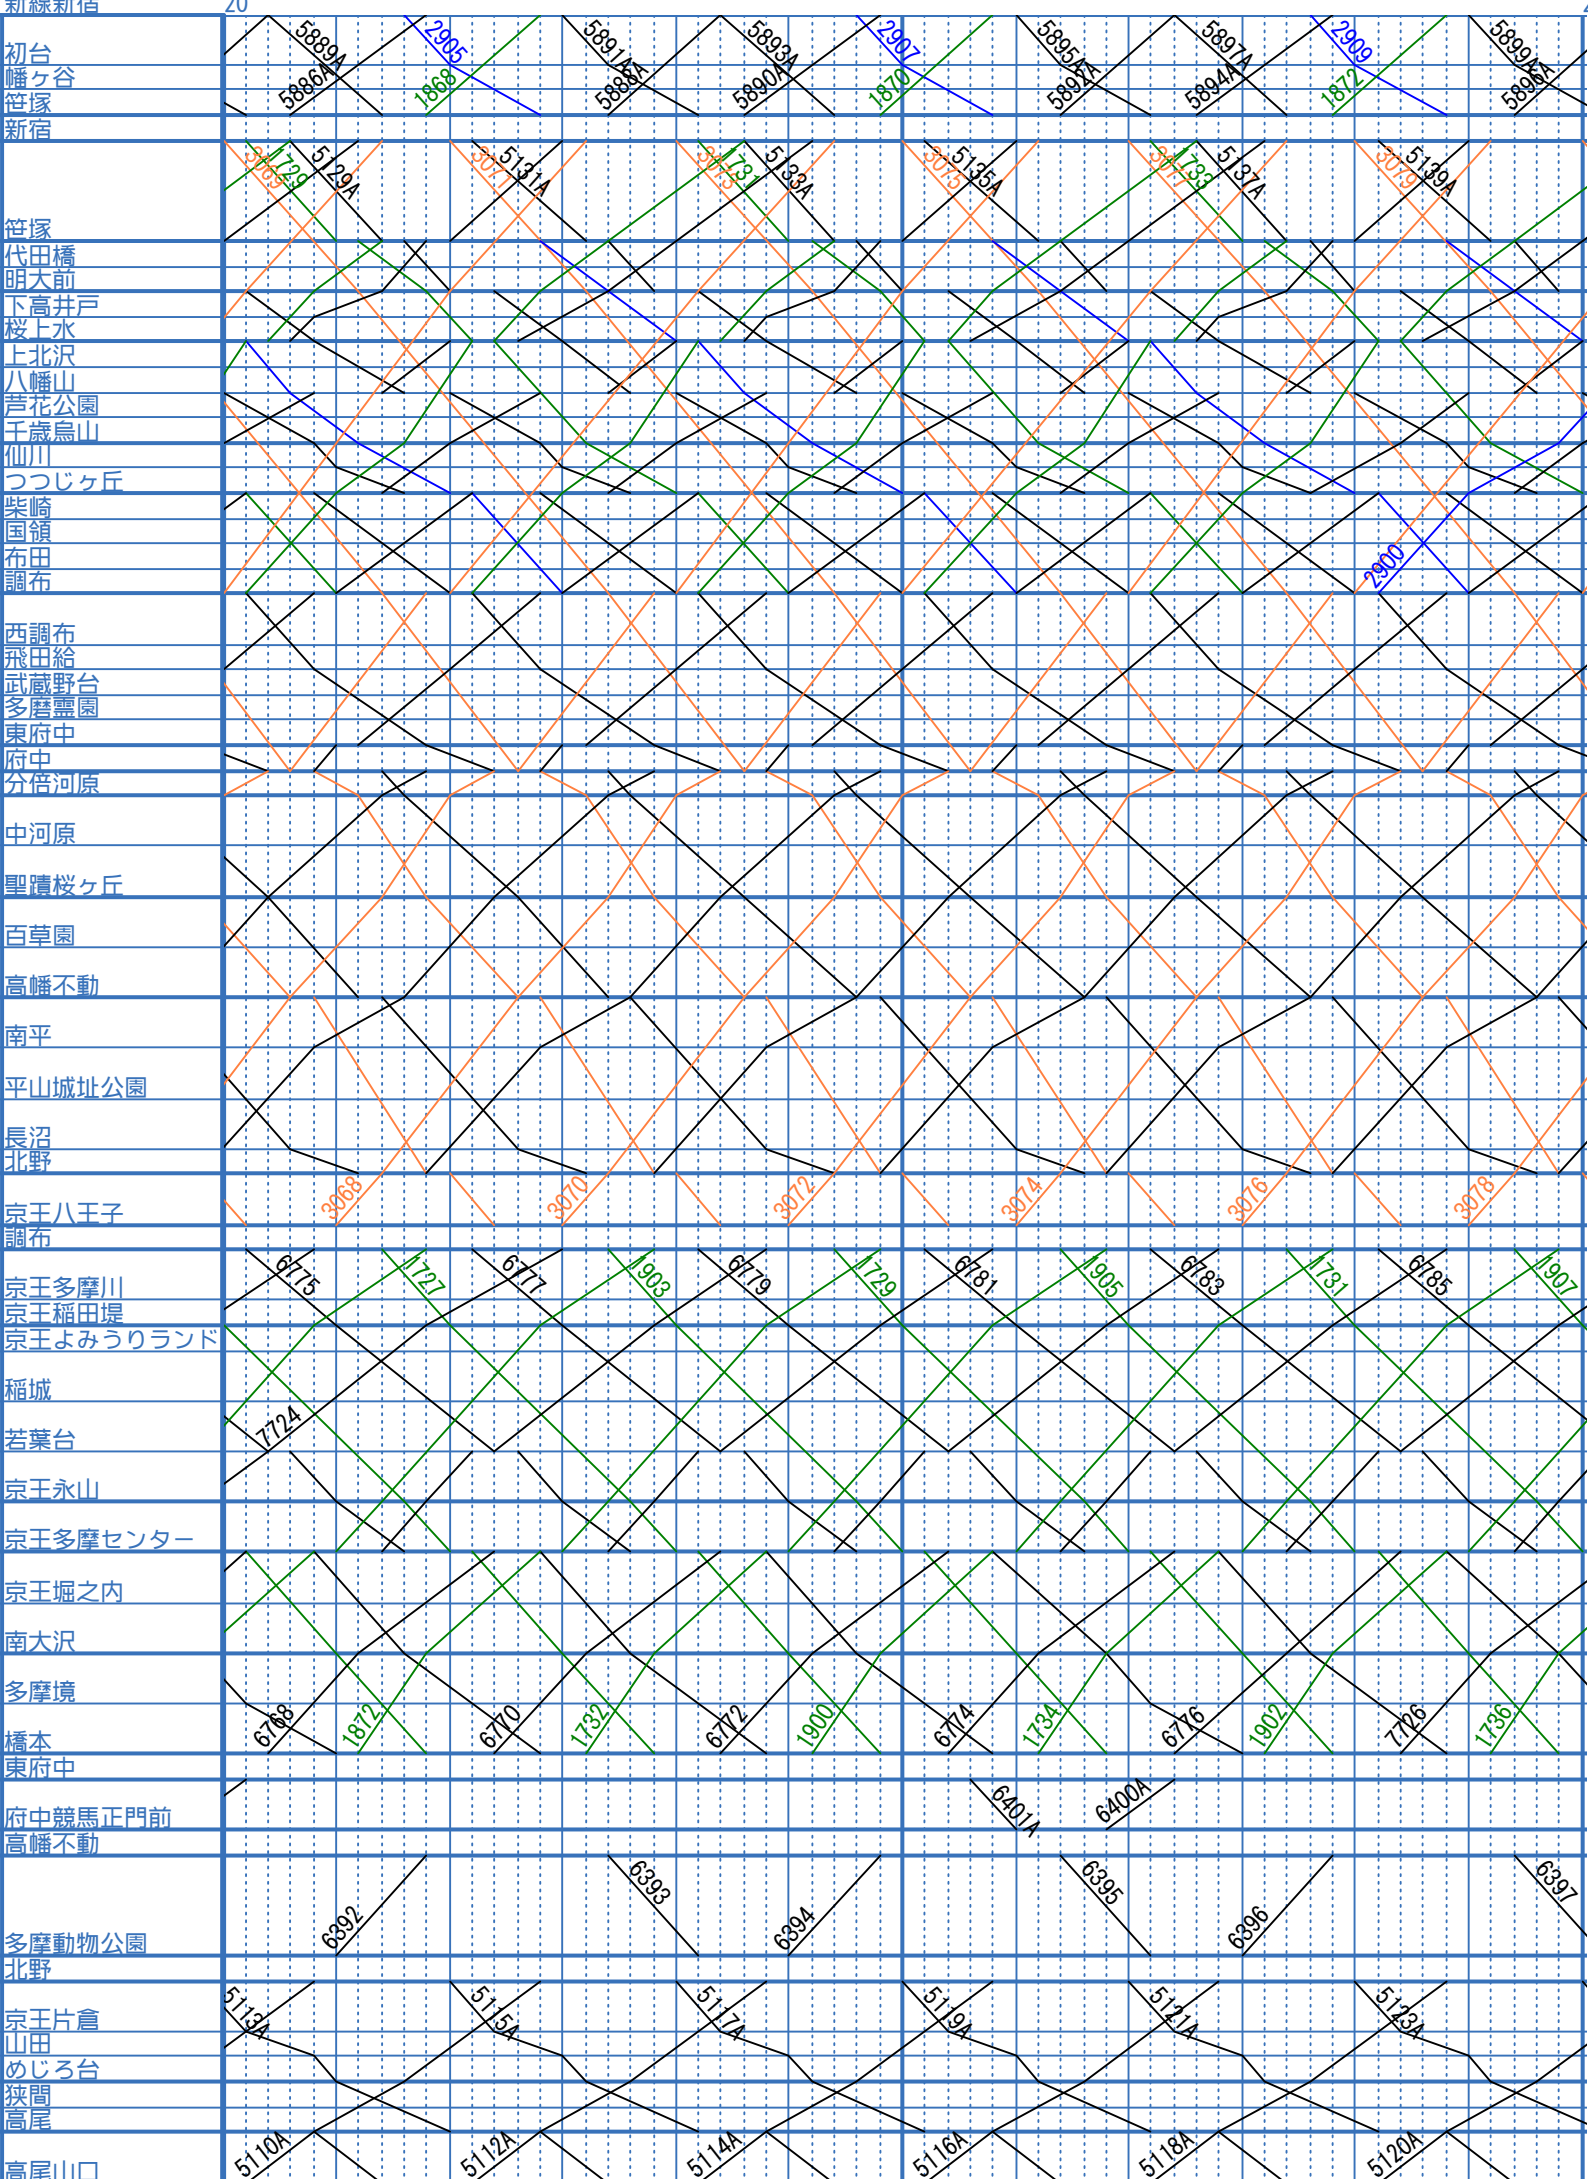 新線新宿 20
5889A 2905 5891A 5893A 2907 5895A 5897A 2909 5899A
初台
幡ヶ谷
5886A 1868 5888A 5890A 1870 5892A 5894A 1872 5896A
笹塚
新宿
3069 1729 5129A 3071 5131A 3073 1731 5133A 3075 5135A 3077 1733 5137A 3079 5139A
笹塚
代田橋
明大前
下高井戸
桜上水
上北沢
八幡山
芦花公園
千歳烏山
仙川
つつじヶ丘
柴崎
国領
布田
2900
調布
西調布
飛田給
武蔵野台
多磨霊園
東府中
府中
分倍河原
中河原
聖蹟桜ヶ丘
百草園
高幡不動
南平
平山城址公園
長沼
北野
3068 3070 3072 3074 3076 3078
京王八王子
調布
6775 1727 6777 1903 6779 1729 6781 1905 6783 1731 6785 1907
京王多摩川
京王稲田堤
京王よみうりランド
稲城
7724
若葉台
京王永山
京王多摩センター
京王堀之内
南大沢
多摩境
6768 1872 6770 1732 6772 1900 6774 1734 6776 1902 7726 1736
橋本
東府中
6401A 6400A
府中競馬正門前
高幡不動
6392 6393 6394 6395 6396 6397
多摩動物公園
北野
5113A 5115A 5117A 5119A 5121A 5123A
京王片倉
山田
めじろ台
狭間
高尾
5110A 5112A 5114A 5116A 5118A 5120A
高尾山口